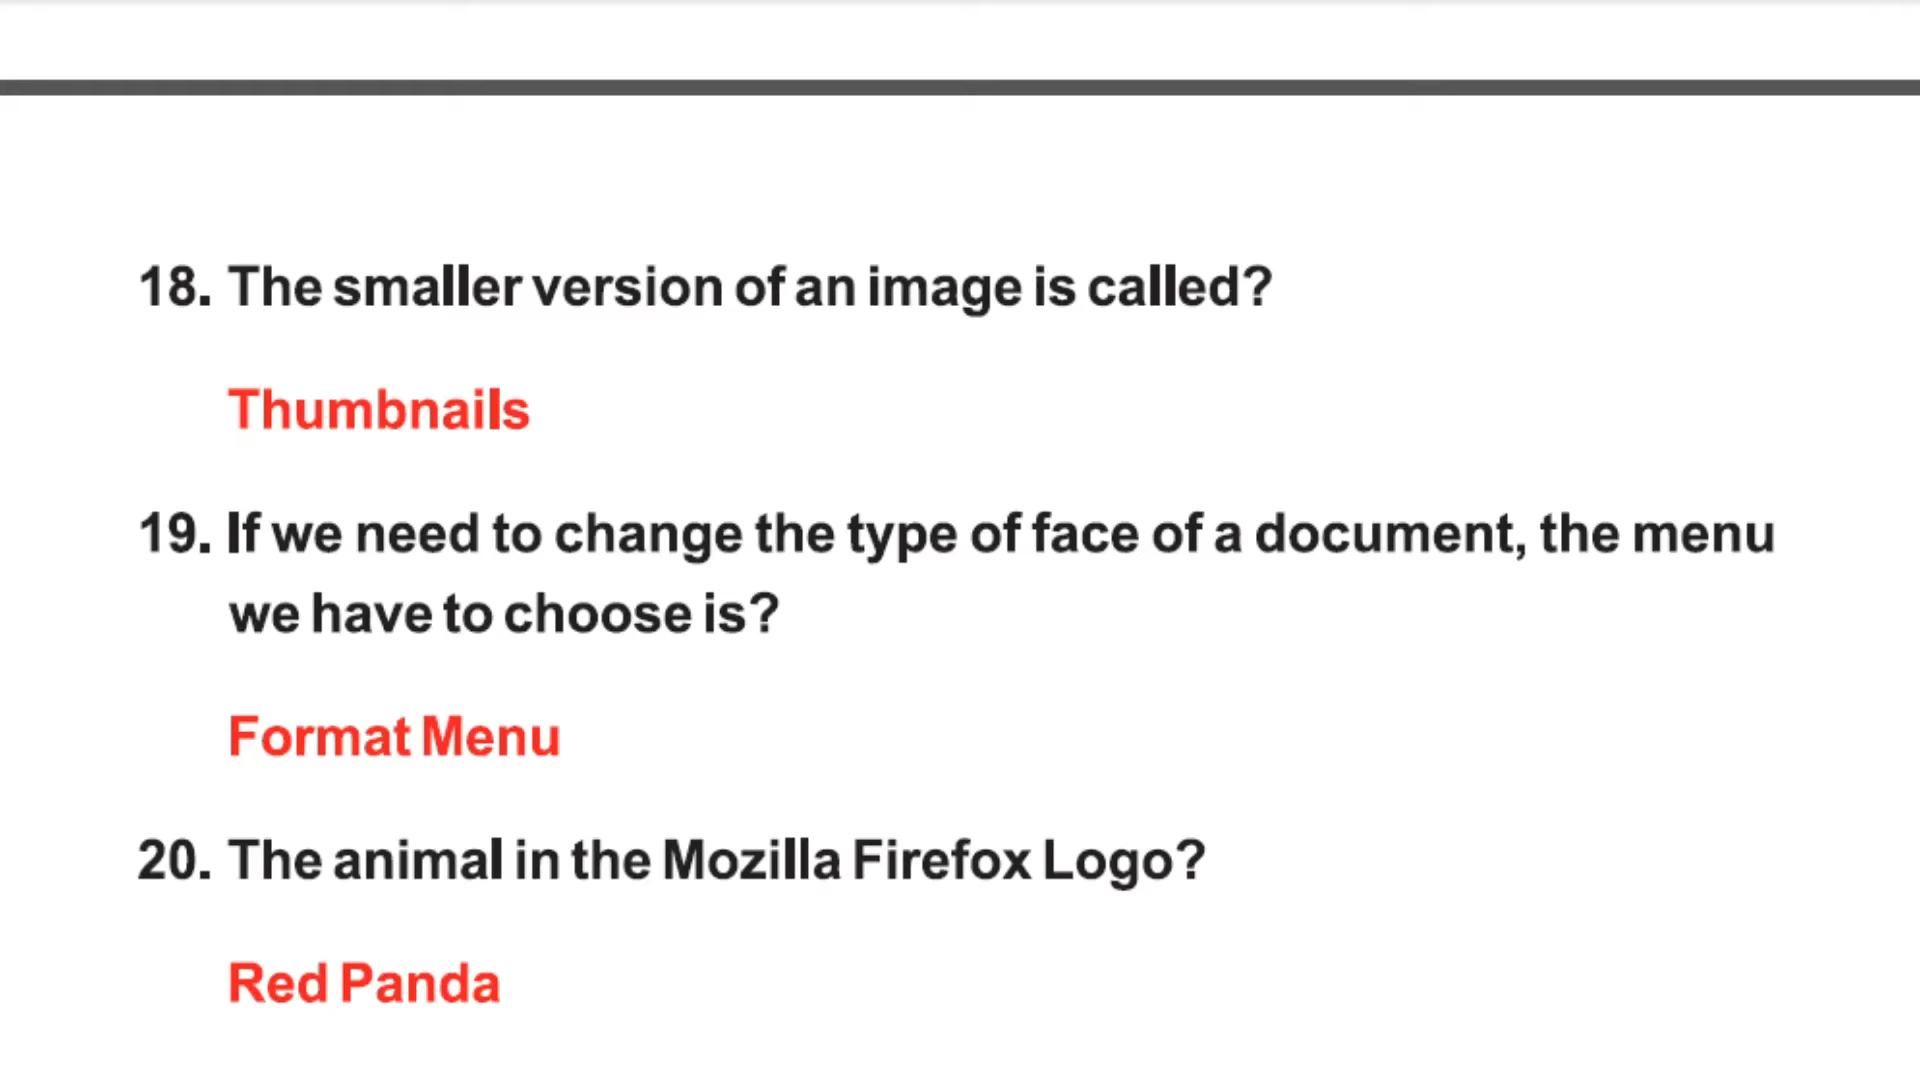 18. The smaller version of an image is called?
Thumbnails
19. If we need to change the type of face of a document, the menu
we have to choose is?
Format Menu
20. The animal in the Mozilla Firefox Logo?
Red Panda